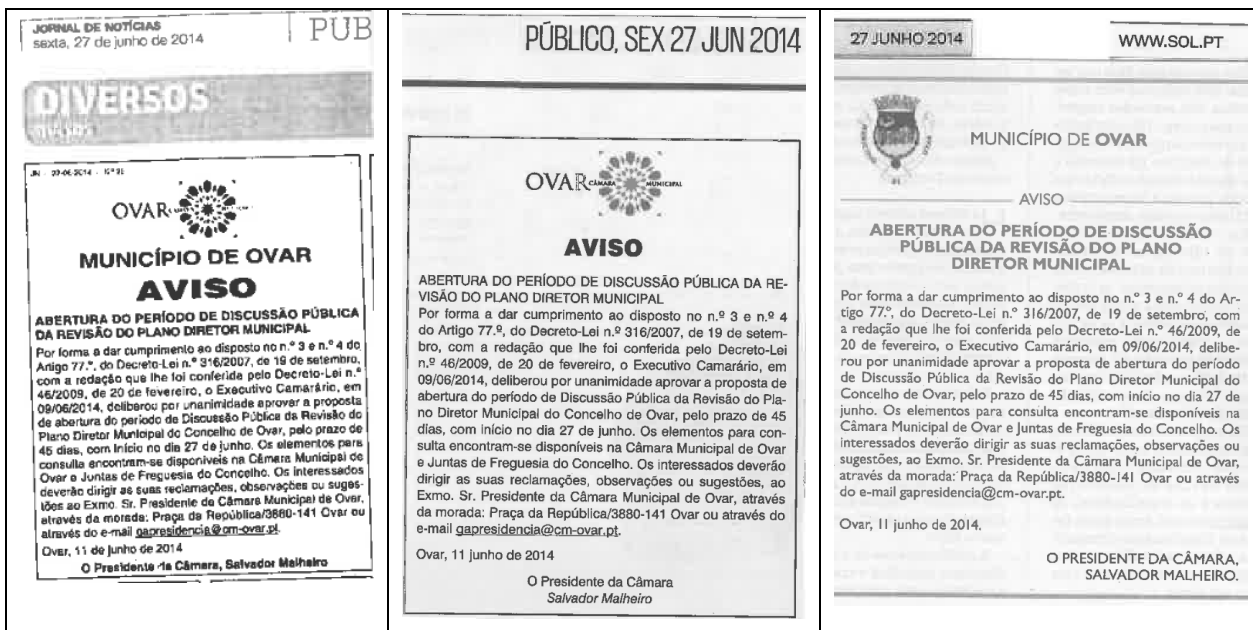 JORNAL DE NOTÍCIAS
sexta, 27 de junho de 2014
PUB
DIVERSOS
OVAR
MUNICÍPIO DE OVAR
AVISO
ABERTURA DO PERÍODO DE DISCUSSÃO PÚBLICA
DA REVISÃO DO PLANO DIRETOR MUNICIPAL
Por forma a dar cumprimento ao disposto no n.º 3 e n.º 4 do
Artigo 77.º, do Decreto-Lei n.º 316/2007, de 19 de setembro,
com a redação que lhe foi conferida pelo Decreto-Lei n.º
46/2009, de 20 de fevereiro, o Executivo Camarário, em
09/06/2014, deliberou por unanimidade aprovar a proposta
de abertura do período de Discussão Pública da Revisão do
Plano Diretor Municipal do Concelho de Ovar, pelo prazo de
45 dias, com início no dia 27 de junho. Os elementos para
consulta encontram-se disponíveis na Câmara Municipal de
Ovar e Juntas de Freguesia do Concelho. Os interessados
deverão dirigir as suas reclamações, observações ou suges-
tões ao Exmo. Sr. Presidente da Câmara Municipal de Ovar,
através da morada: Praça da República/3880-141 Ovar ou
através do e-mail gapresidencia@cm-ovar.pt.
Ovar, 11 de junho de 2014
O Presidente da Câmara, Salvador Malheiro
PÚBLICO, SEX 27 JUN 2014
OVAR CÂMARA MUNICIPAL
AVISO
ABERTURA DO PERÍODO DE DISCUSSÃO PÚBLICA DA RE-
VISÃO DO PLANO DIRETOR MUNICIPAL
Por forma a dar cumprimento ao disposto no n.º 3 e n.º 4
do Artigo 77.º, do Decreto-Lei n.º 316/2007, de 19 de setem-
bro, com a redação que lhe foi conferida pelo Decreto-Lei
n.º 46/2009, de 20 de fevereiro, o Executivo Camarário, em
09/06/2014, deliberou por unanimidade aprovar a proposta de
abertura do período de Discussão Pública da Revisão do Pla-
no Diretor Municipal do Concelho de Ovar, pelo prazo de 45
dias, com início no dia 27 de junho. Os elementos para con-
sulta encontram-se disponíveis na Câmara Municipal de Ovar
e Juntas de Freguesia do Concelho. Os interessados deverão
dirigir as suas reclamações, observações ou sugestões, ao
Exmo. Sr. Presidente da Câmara Municipal de Ovar, através
da morada: Praça da República/3880-141 Ovar ou através do
e-mail gapresidencia@cm-ovar.pt.
Ovar, 11 junho de 2014
O Presidente da Câmara
Salvador Malheiro
27 JUNHO 2014
WWW.SOL.PT
MUNICÍPIO DE OVAR
AVISO
ABERTURA DO PERÍODO DE DISCUSSÃO
PÚBLICA DA REVISÃO DO PLANO
DIRETOR MUNICIPAL
Por forma a dar cumprimento ao disposto no n.º 3 e n.º 4 do Ar-
tigo 77.º, do Decreto-Lei n.º 316/2007, de 19 de setembro, com
a redação que lhe foi conferida pelo Decreto-Lei n.º 46/2009, de
20 de fevereiro, o Executivo Camarário, em 09/06/2014, delibe-
rou por unanimidade aprovar a proposta de abertura do período
de Discussão Pública da Revisão do Plano Diretor Municipal do
Concelho de Ovar, pelo prazo de 45 dias, com início no dia 27 de
junho. Os elementos para consulta encontram-se disponíveis na
Câmara Municipal de Ovar e Juntas de Freguesia do Concelho. Os
interessados deverão dirigir as suas reclamações, observações ou
sugestões, ao Exmo. Sr. Presidente da Câmara Municipal de Ovar,
através da morada: Praça da República/3880-141 Ovar ou através
do e-mail gapresidencia@cm-ovar.pt.
Ovar, 11 junho de 2014.
O PRESIDENTE DA CÂMARA,
SALVADOR MALHEIRO.